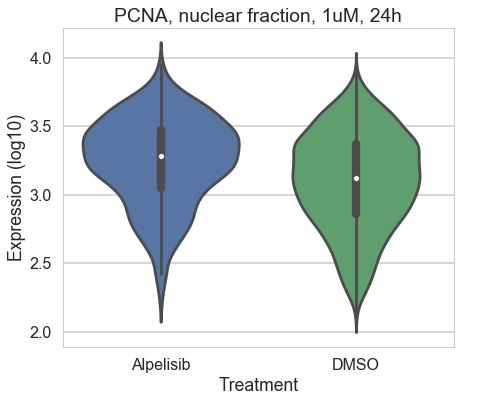 PCNA, nuclear fraction, 1uM, 24h
Expression (log10)
4.0
3.5
3.0
2.5
2.0
Alpelisib
DMSO
Treatment